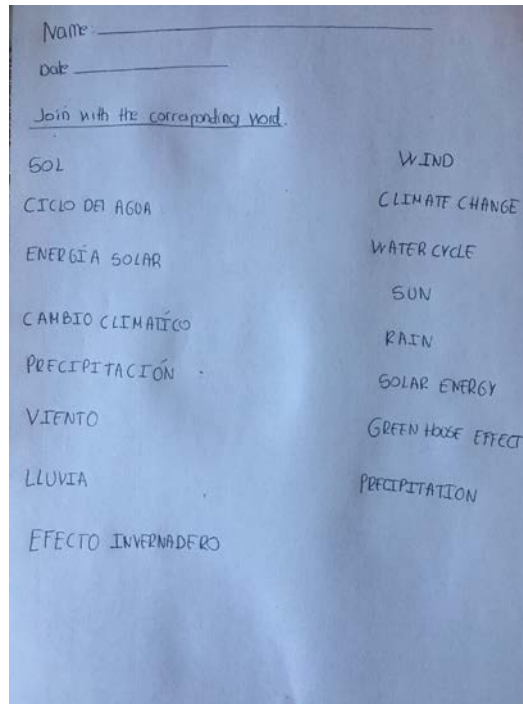 Name:
Date
Join with the corresponding word.
SOL
WIND
CICLO DEl AGUA
CLIMATE CHANGE
ENERGÍA SOLAR
WATER CYCLE
SUN
CAMBIO CLIMATÍCO
RAIN
PRECIPITACIÓN
SOLAR ENERGY
VIENTO
GREEN HOUSE EFFECT
LLUVIA
PRECIPITATION
EFECTO INVERNADERO